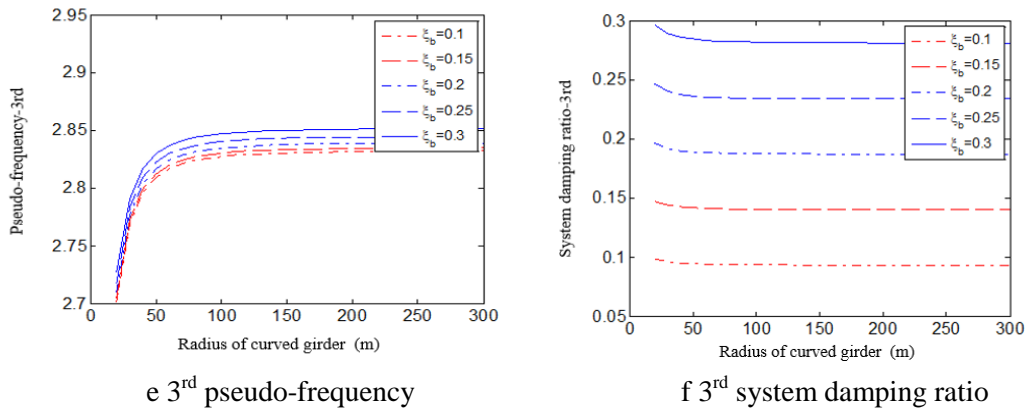 2.95
2.9
2.85
2.8
2.75
2.7
0 50 100 150 200 250 300
Pseudo-frequency-3rd
Radius of curved girder (m)
ξb=0.1
ξb=0.15
ξb=0.2
ξb=0.25
ξb=0.3
e 3rd pseudo-frequency
0.3
0.25
0.2
0.15
0.1
0.05
0 50 100 150 200 250 300
System damping ratio-3rd
Radius of curved girder (m)
ξb=0.1
ξb=0.15
ξb=0.2
ξb=0.25
ξb=0.3
f 3rd system damping ratio